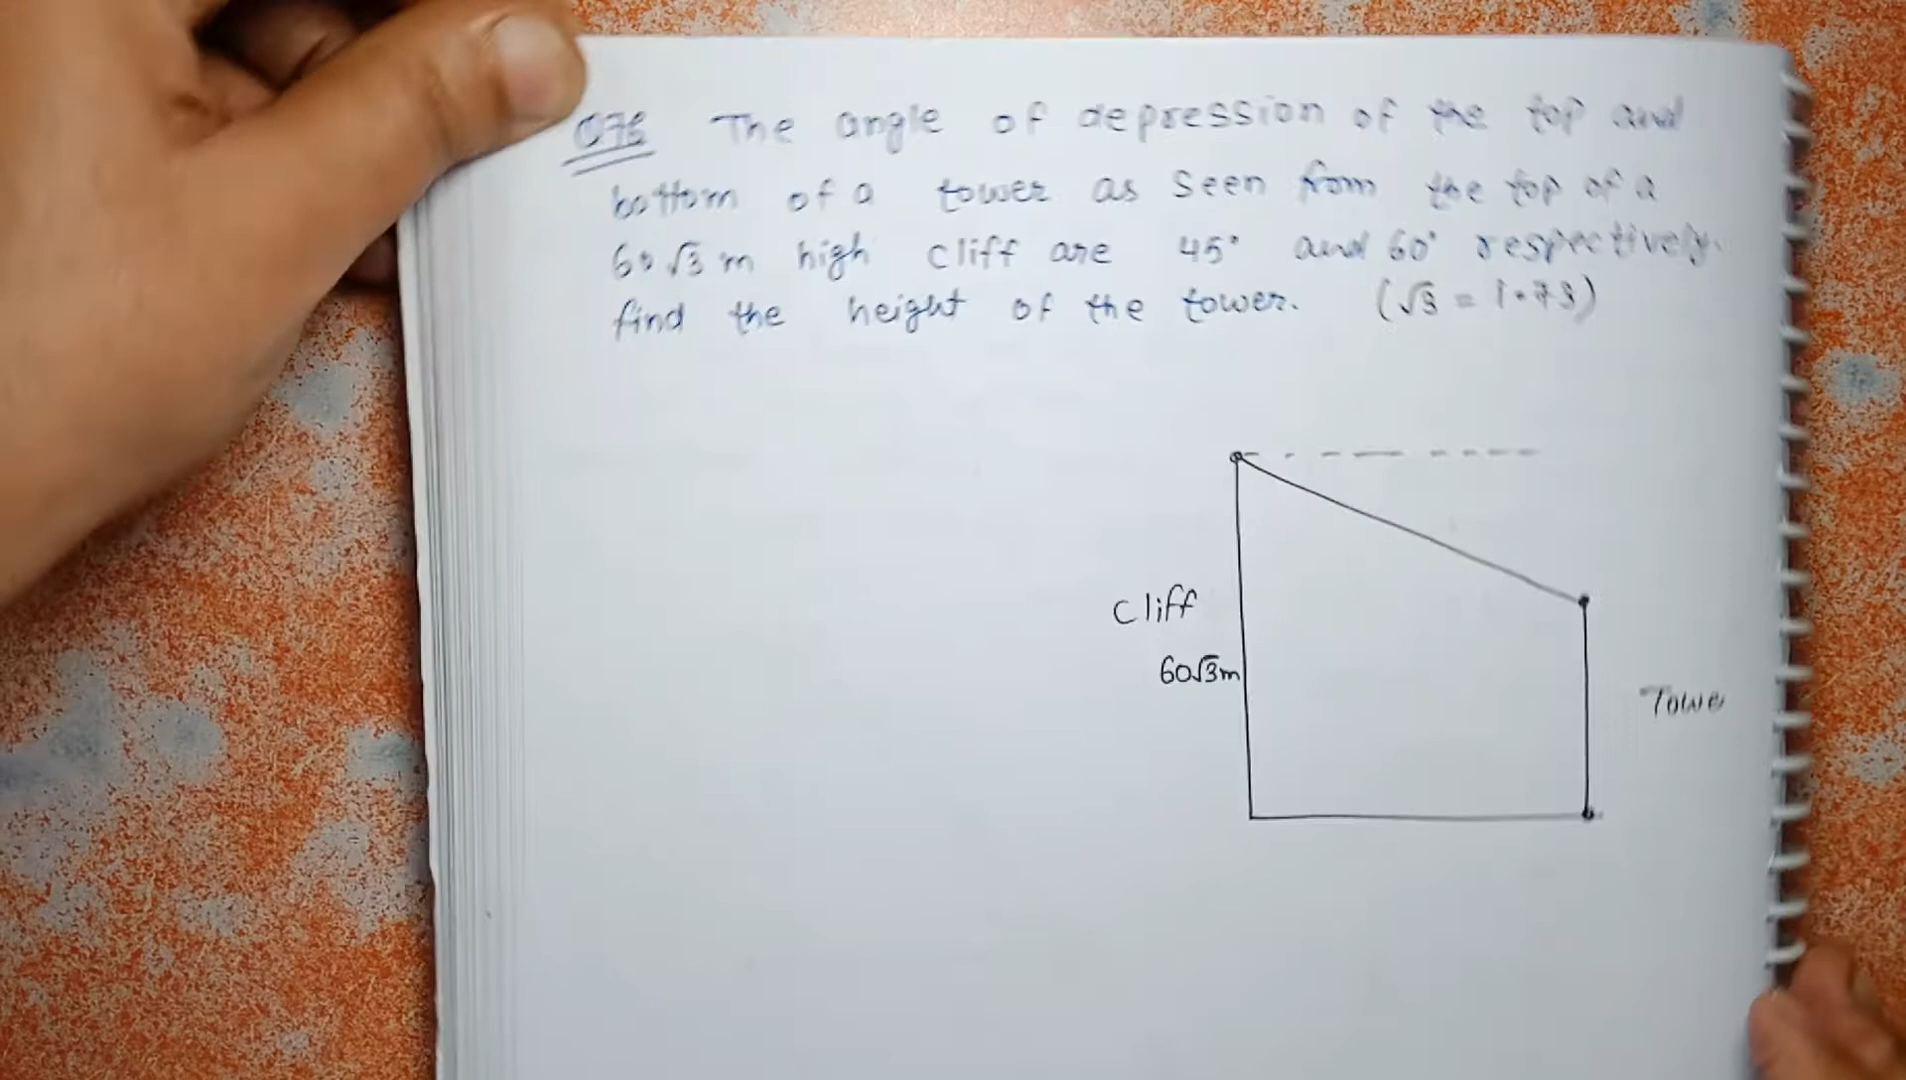 Q76 The angle of depression of the top and
bottom of a tower as seen from the top of a
60√3 m high cliff are 45° and 60° respectively.
find the height of the tower. (√3 = 1.73)
Cliff
60√3m
Towe